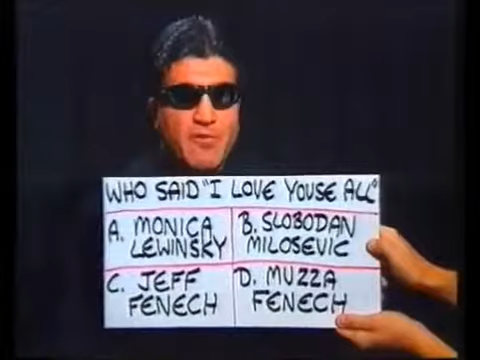 WHO SAID "I LOVE YOUSE ALL"
A. MONICA LEWINSKY
B. SLOBODAN MILOSEVIC
C. JEFF FENECH
D. MUZZA FENECH